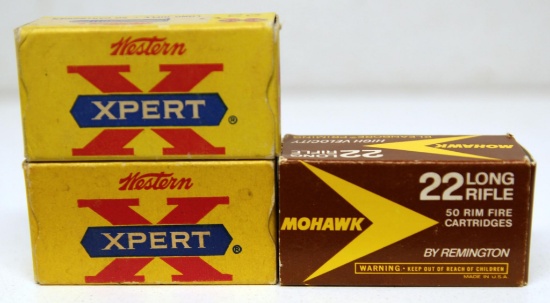 Western
XPERT
®
Western
XPERT
®
22 LONG RIFLE
HIGH VELOCITY
MOHAWK
22 LONG
RIFLE
50 RIM FIRE
CARTRIDGES
MOHAWK
BY REMINGTON
WARNING • KEEP OUT OF REACH OF CHILDREN
MADE IN U.S.A.